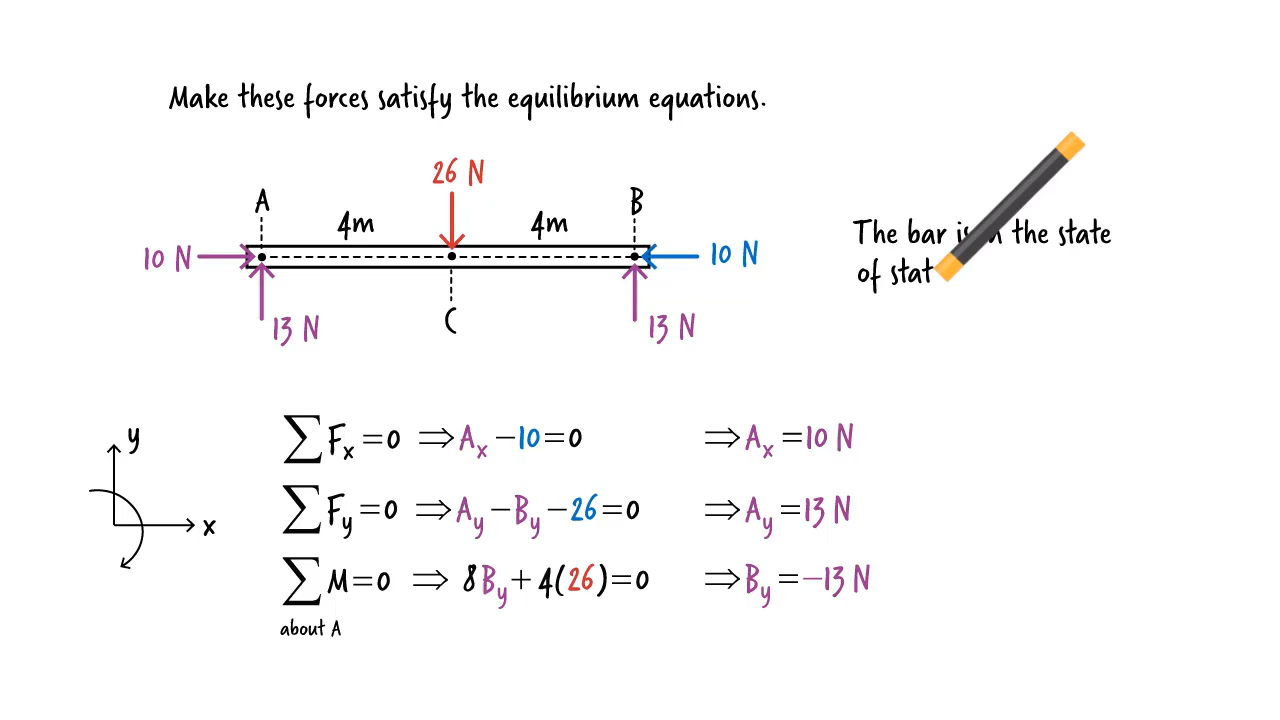 Make these forces satisfy the equilibrium equations.
26 N
A
B
4m
4m
10 N
10 N
The bar the state
of
C
13 N
13 N
y
x
∑ Fx = 0 ⟹ Ax − 10 = 0 ⟹ Ax = 10 N
∑ Fy = 0 ⟹ Ay − By − 26 = 0 ⟹ Ay = 13 N
∑ M = 0 ⟹ 8By + 4(26) = 0 ⟹ By = −13 N
about A